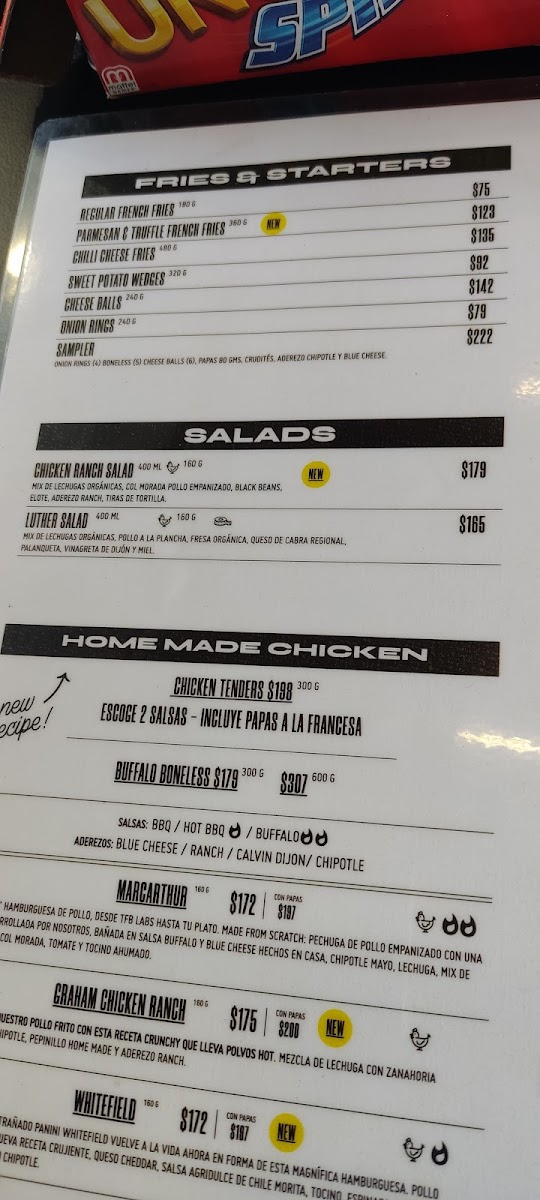 UN
SPI
mattel
FRIES & STARTERS
REGULAR FRENCH FRIES 180 G $75
PARMESAN & TRUFFLE FRENCH FRIES 360 G NEW $123
CHILLI CHEESE FRIES 480 G $135
SWEET POTATO WEDGES 320 G $92
CHEESE BALLS 240 G $142
ONION RINGS 240 G $79
SAMPLER $222
ONION RINGS (4) BONELESS (5) CHEESE BALLS (6), PAPAS 80 GMS, CRUDITÉS, ADEREZO CHIPOTLE Y BLUE CHEESE.
SALADS
CHICKEN RANCH SALAD 400 ML 160 G NEW $179
MIX DE LECHUGAS ORGÁNICAS, COL MORADA POLLO EMPANIZADO, BLACK BEANS,
ELOTE, ADEREZO RANCH, TIRAS DE TORTILLA.
LUTHER SALAD 400 ML 160 G $165
MIX DE LECHUGAS ORGÁNICAS, POLLO A LA PLANCHA, FRESA ORGÁNICA, QUESO DE CABRA REGIONAL,
PALANQUETA, VINAGRETA DE DIJÓN Y MIEL.
HOME MADE CHICKEN
new
ecipe!
CHICKEN TENDERS $198 300 G
ESCOGE 2 SALSAS - INCLUYE PAPAS A LA FRANCESA
BUFFALO BONELESS $179 300 G $307 600 G
SALSAS: BBQ / HOT BBQ / BUFFALO
ADEREZOS: BLUE CHEESE / RANCH / CALVIN DIJON/ CHIPOTLE
MARCARTHUR 160 G $172 CON PAPAS $197
HAMBURGUESA DE POLLO, DESDE TFB LABS HASTA TU PLATO. MADE FROM SCRATCH: PECHUGA DE POLLO EMPANIZADO CON UNA
RROLLADA POR NOSOTROS, BAÑADA EN SALSA BUFFALO Y BLUE CHEESE HECHOS EN CASA, CHIPOTLE MAYO, LECHUGA, MIX DE
COL MORADA, TOMATE Y TOCINO AHUMADO.
GRAHAM CHICKEN RANCH 160 G $175 CON PAPAS $200 NEW
UESTRO POLLO FRITO CON ESTA RECETA CRUNCHY QUE LLEVA POLVOS HOT. MEZCLA DE LECHUGA CON ZANAHORIA
IPOTLE, PEPINILLO HOME MADE Y ADEREZO RANCH.
WHITEFIELD 160 G $172 CON PAPAS $197 NEW
TRAÑADO PANINI WHITEFIELD VUELVE A LA VIDA AHORA EN FORMA DE ESTA MAGNÍFICA HAMBURGUESA. POLLO
UEVA RECETA CRUJIENTE, QUESO CHEDDAR, SALSA AGRIDULCE DE CHILE MORITA, TOCINO, ESPINA
CHIPOTLE.